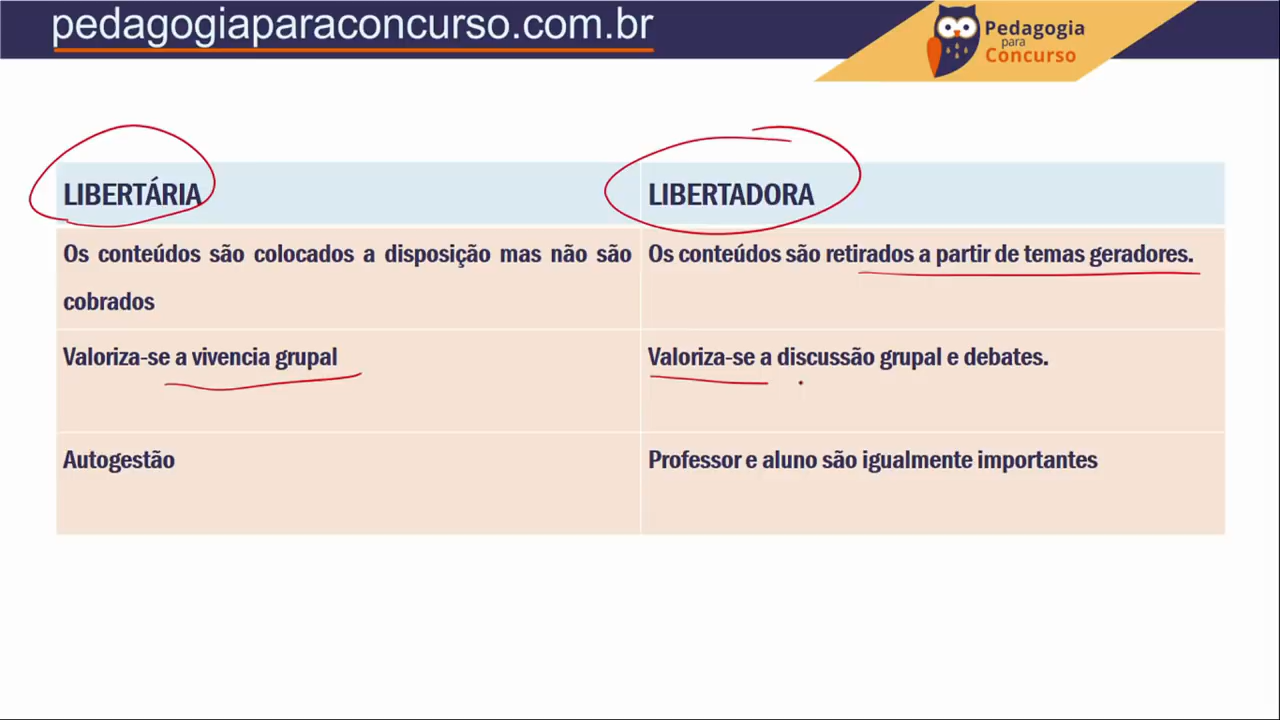 pedagogiaparaconcurso.com.br
Pedagogia
para
Concurso
LIBERTÁRIA
LIBERTADORA
Os conteúdos são colocados a disposição mas não são
cobrados
Os conteúdos são retirados a partir de temas geradores.
Valoriza-se a vivencia grupal
Valoriza-se a discussão grupal e debates.
Autogestão
Professor e aluno são igualmente importantes